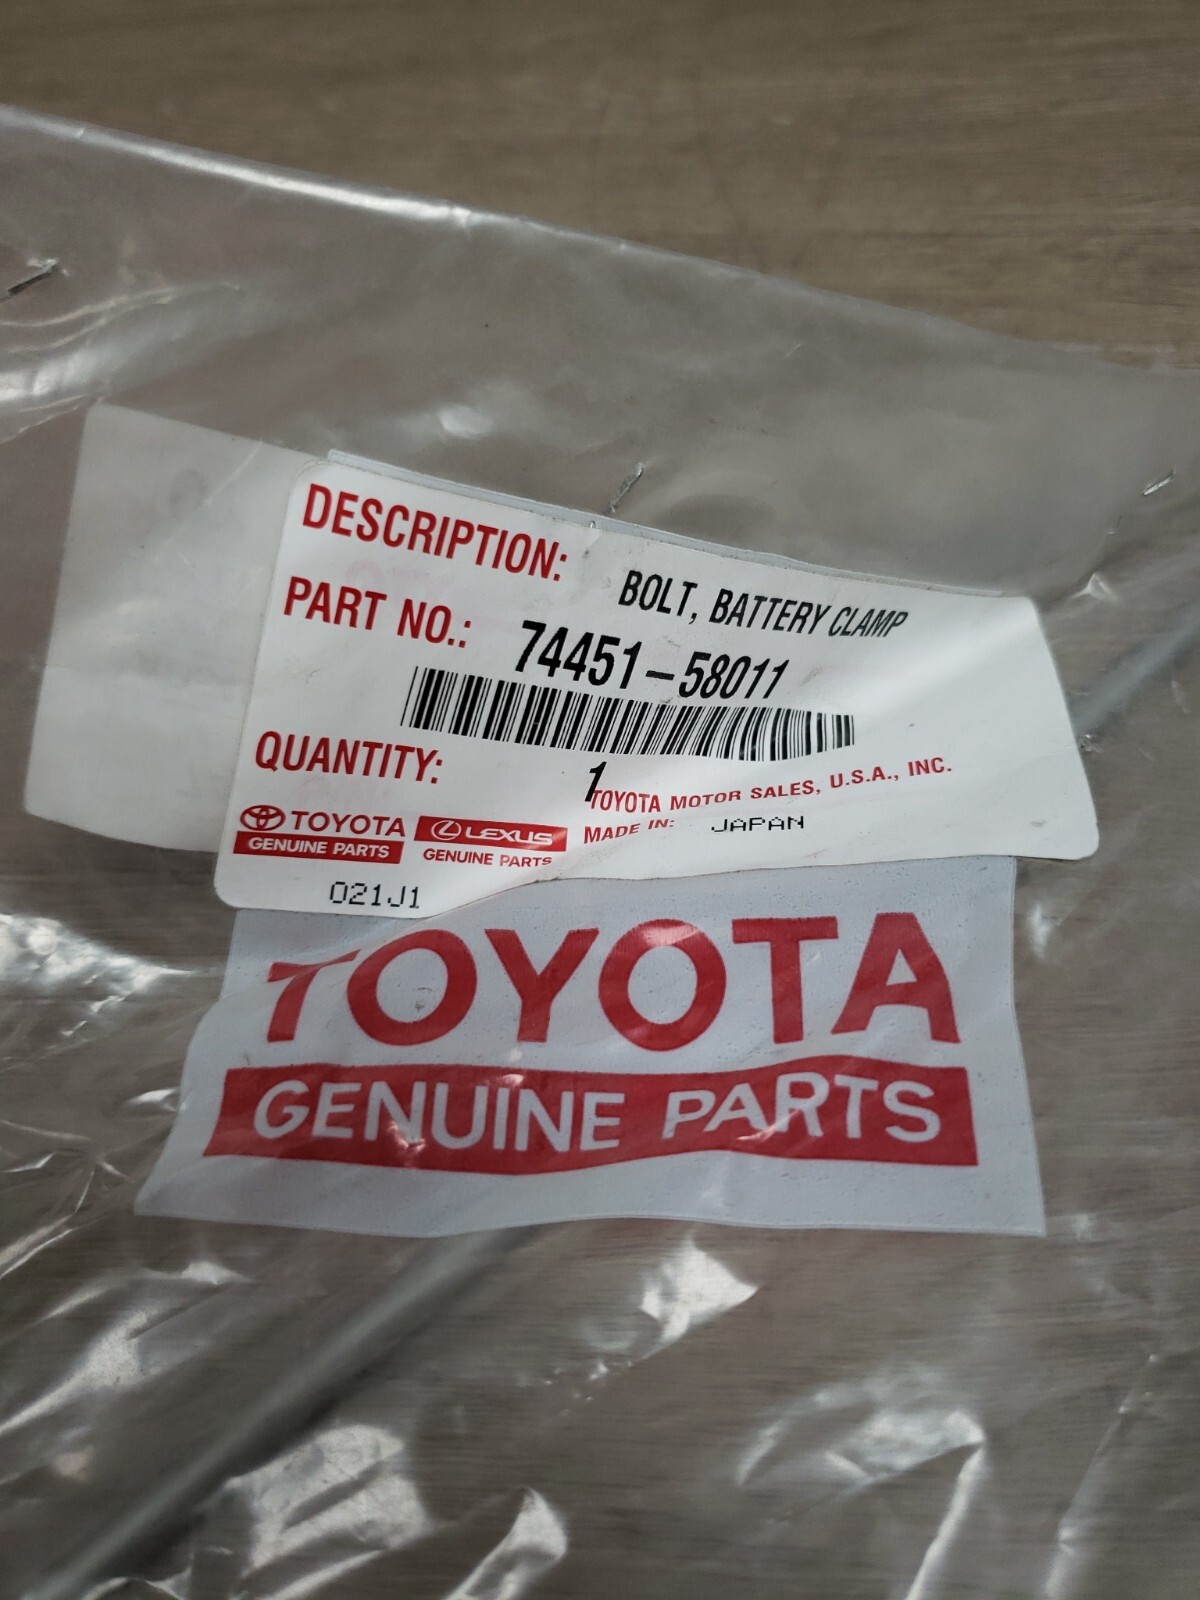 DESCRIPTION: BOLT, BATTERY CLAMP
PART NO.: 74451-58011
QUANTITY: 1
TOYOTA MOTOR SALES, U.S.A., INC.
MADE IN: JAPAN
TOYOTA
GENUINE PARTS
LEXUS
GENUINE PARTS
021J1
TOYOTA
GENUINE PARTS